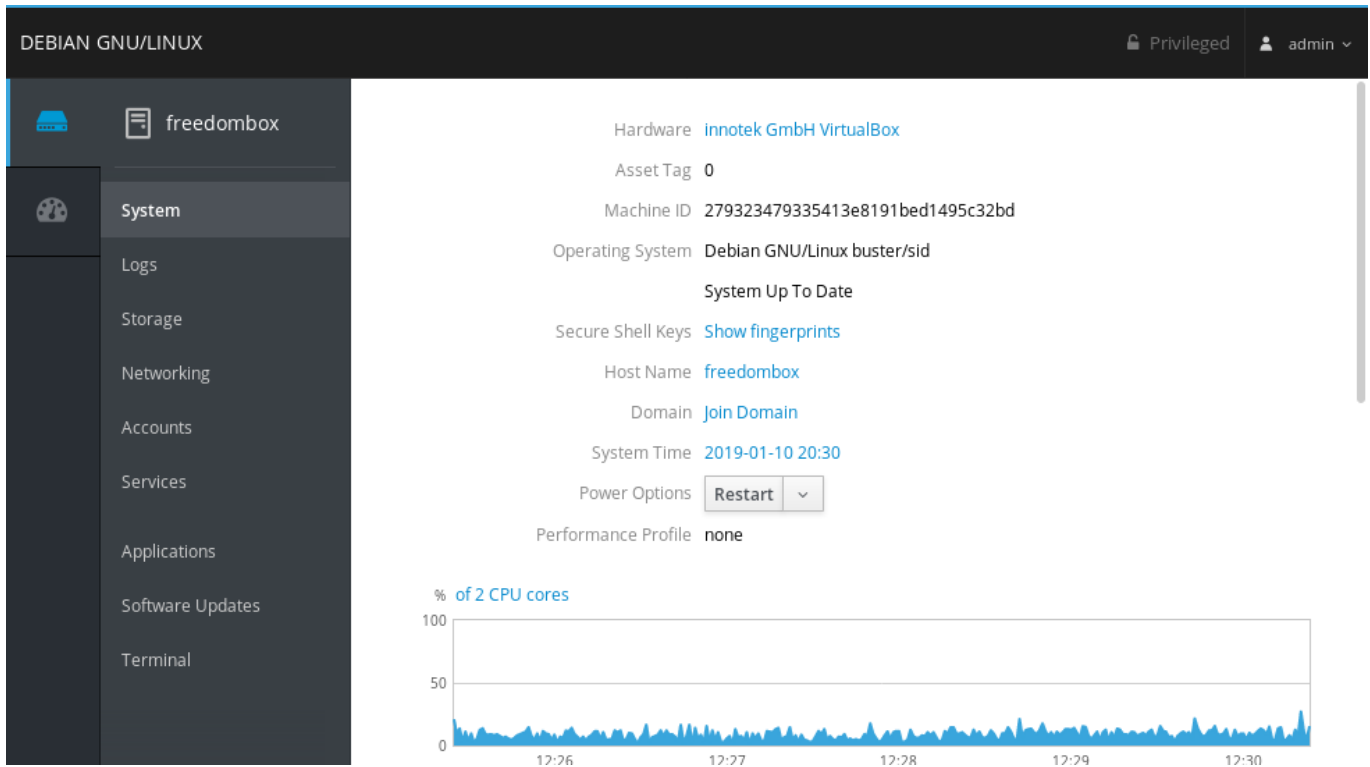 DEBIAN GNU/LINUX
Privileged
admin
freedombox
System
Logs
Storage
Networking
Accounts
Services
Applications
Software Updates
Terminal
Hardware innotek GmbH VirtualBox
Asset Tag 0
Machine ID 279323479335413e8191bed1495c32bd
Operating System Debian GNU/Linux buster/sid
System Up To Date
Secure Shell Keys Show fingerprints
Host Name freedombox
Domain Join Domain
System Time 2019-01-10 20:30
Power Options Restart
Performance Profile none
% of 2 CPU cores
100
50
0
12:26 12:27 12:28 12:29 12:30